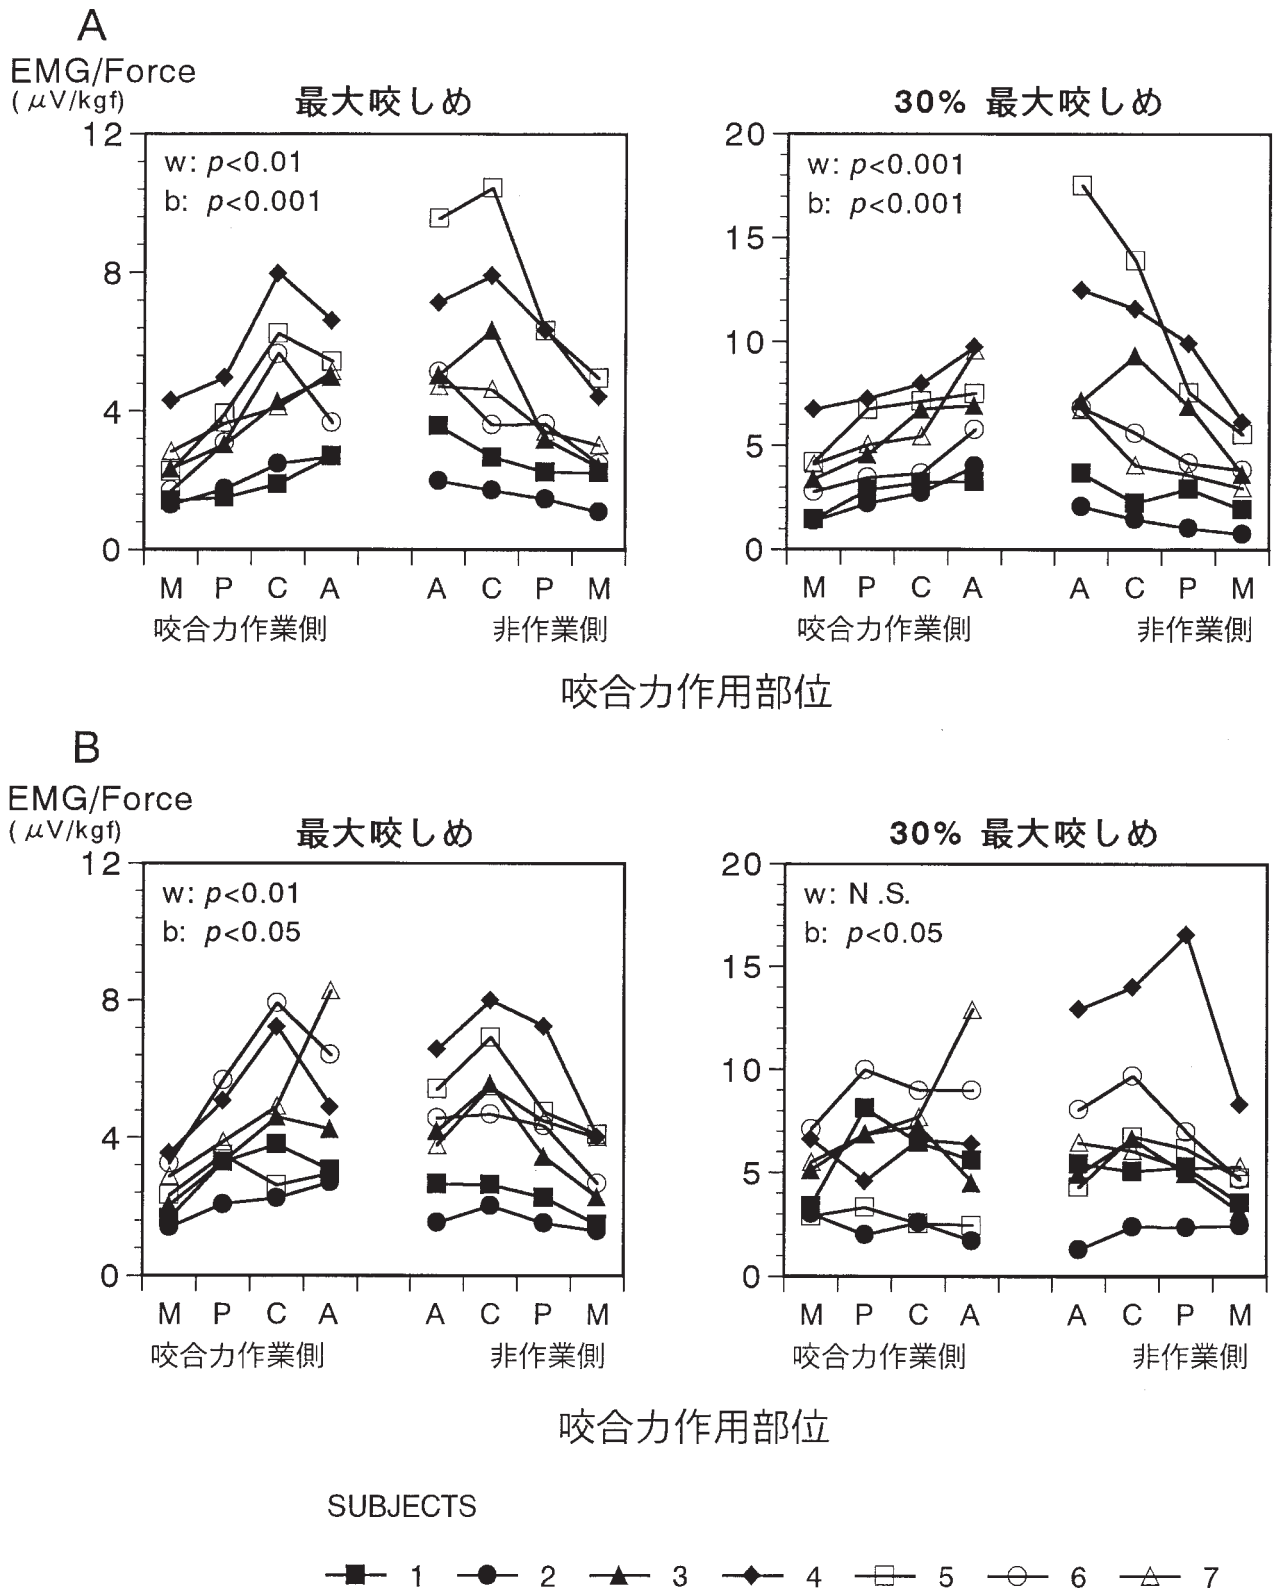 A
EMG/Force
(μV/kgf)
最大咬しめ
12
8
4
0
w: p<0.01
b: p<0.001
M P C A A C P M
咬合力作業側 非作業側
30% 最大咬しめ
20
15
10
5
0
w: p<0.001
b: p<0.001
M P C A A C P M
咬合力作業側 非作業側
咬合力作用部位
B
EMG/Force
(μV/kgf)
最大咬しめ
12
8
4
0
w: p<0.01
b: p<0.05
M P C A A C P M
咬合力作業側 非作業側
30% 最大咬しめ
20
15
10
5
0
w: N.S.
b: p<0.05
M P C A A C P M
咬合力作業側 非作業側
咬合力作用部位
SUBJECTS
1 2 3 4 5 6 7